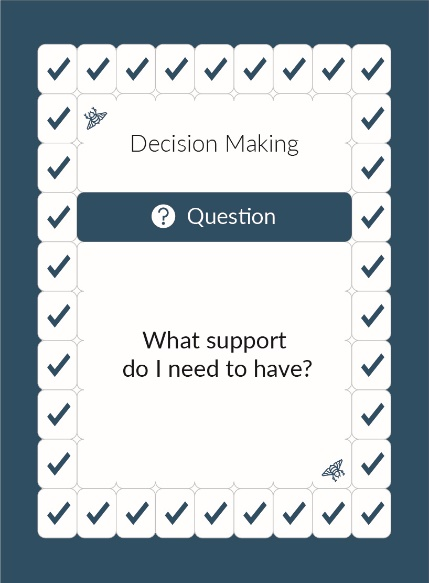 Decision Making
Question
What support
do I need to have?